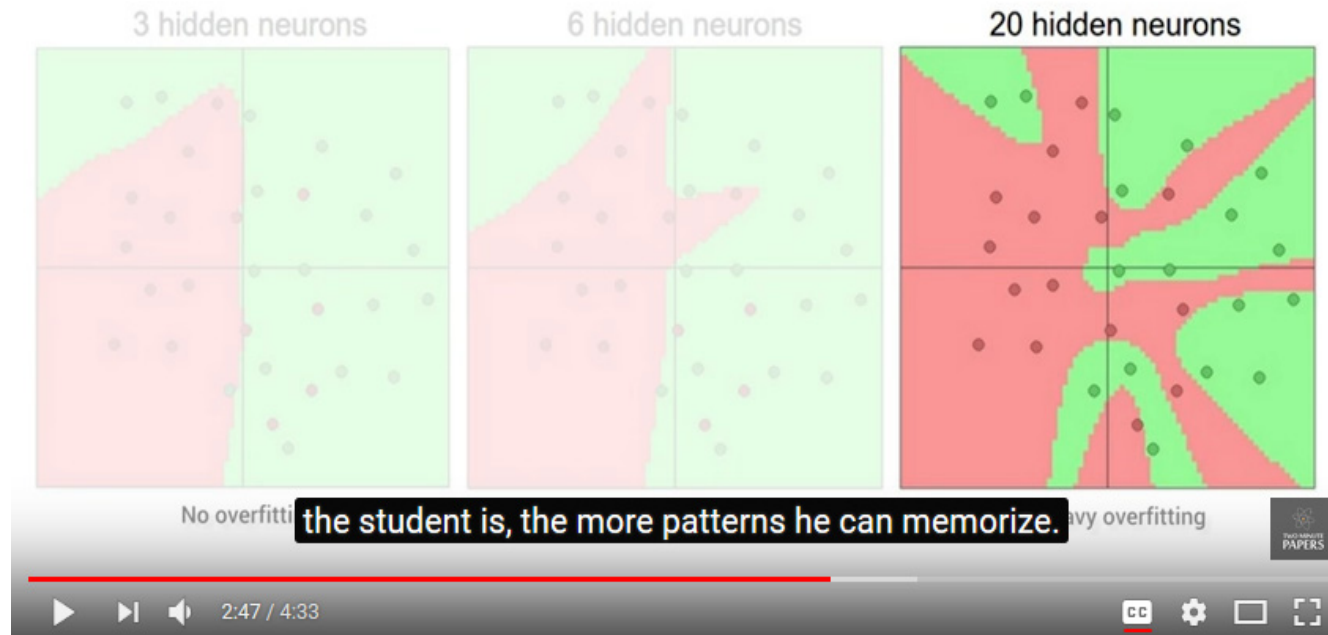 3 hidden neurons
6 hidden neurons
20 hidden neurons
No overfitti
the student is, the more patterns he can memorize.
avy overfitting
TWO MINUTE
PAPERS
2:47 / 4:33
CC